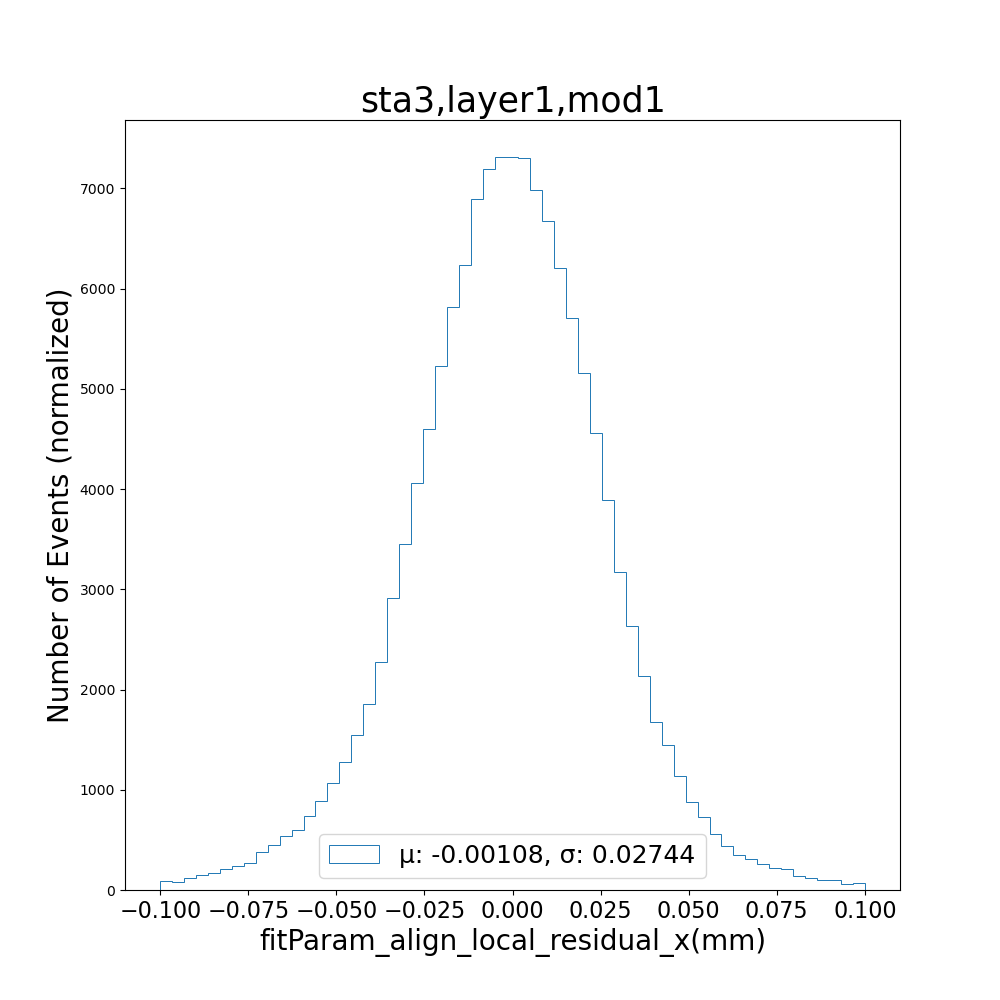 sta3,layer1,mod1
Number of Events (normalized)
7000
6000
5000
4000
3000
2000
1000
0
μ: -0.00108, σ: 0.02744
−0.100 −0.075 −0.050 −0.025 0.000 0.025 0.050 0.075 0.100
fitParam_align_local_residual_x(mm)